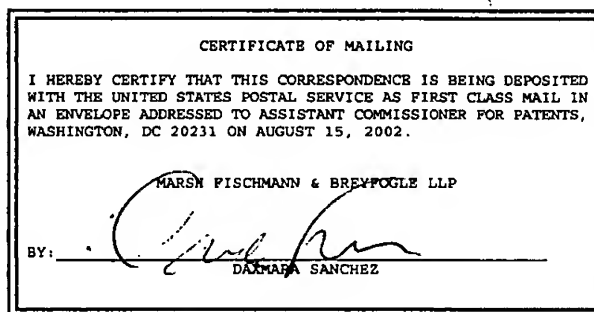 CERTIFICATE OF MAILING
I HEREBY CERTIFY THAT THIS CORRESPONDENCE IS BEING DEPOSITED
WITH THE UNITED STATES POSTAL SERVICE AS FIRST CLASS MAIL IN
AN ENVELOPE ADDRESSED TO ASSISTANT COMMISSIONER FOR PATENTS,
WASHINGTON, DC 20231 ON AUGUST 15, 2002.
MARSH FISCHMANN & BREYFOGLE LLP
BY:
DAXMARA SANCHEZ